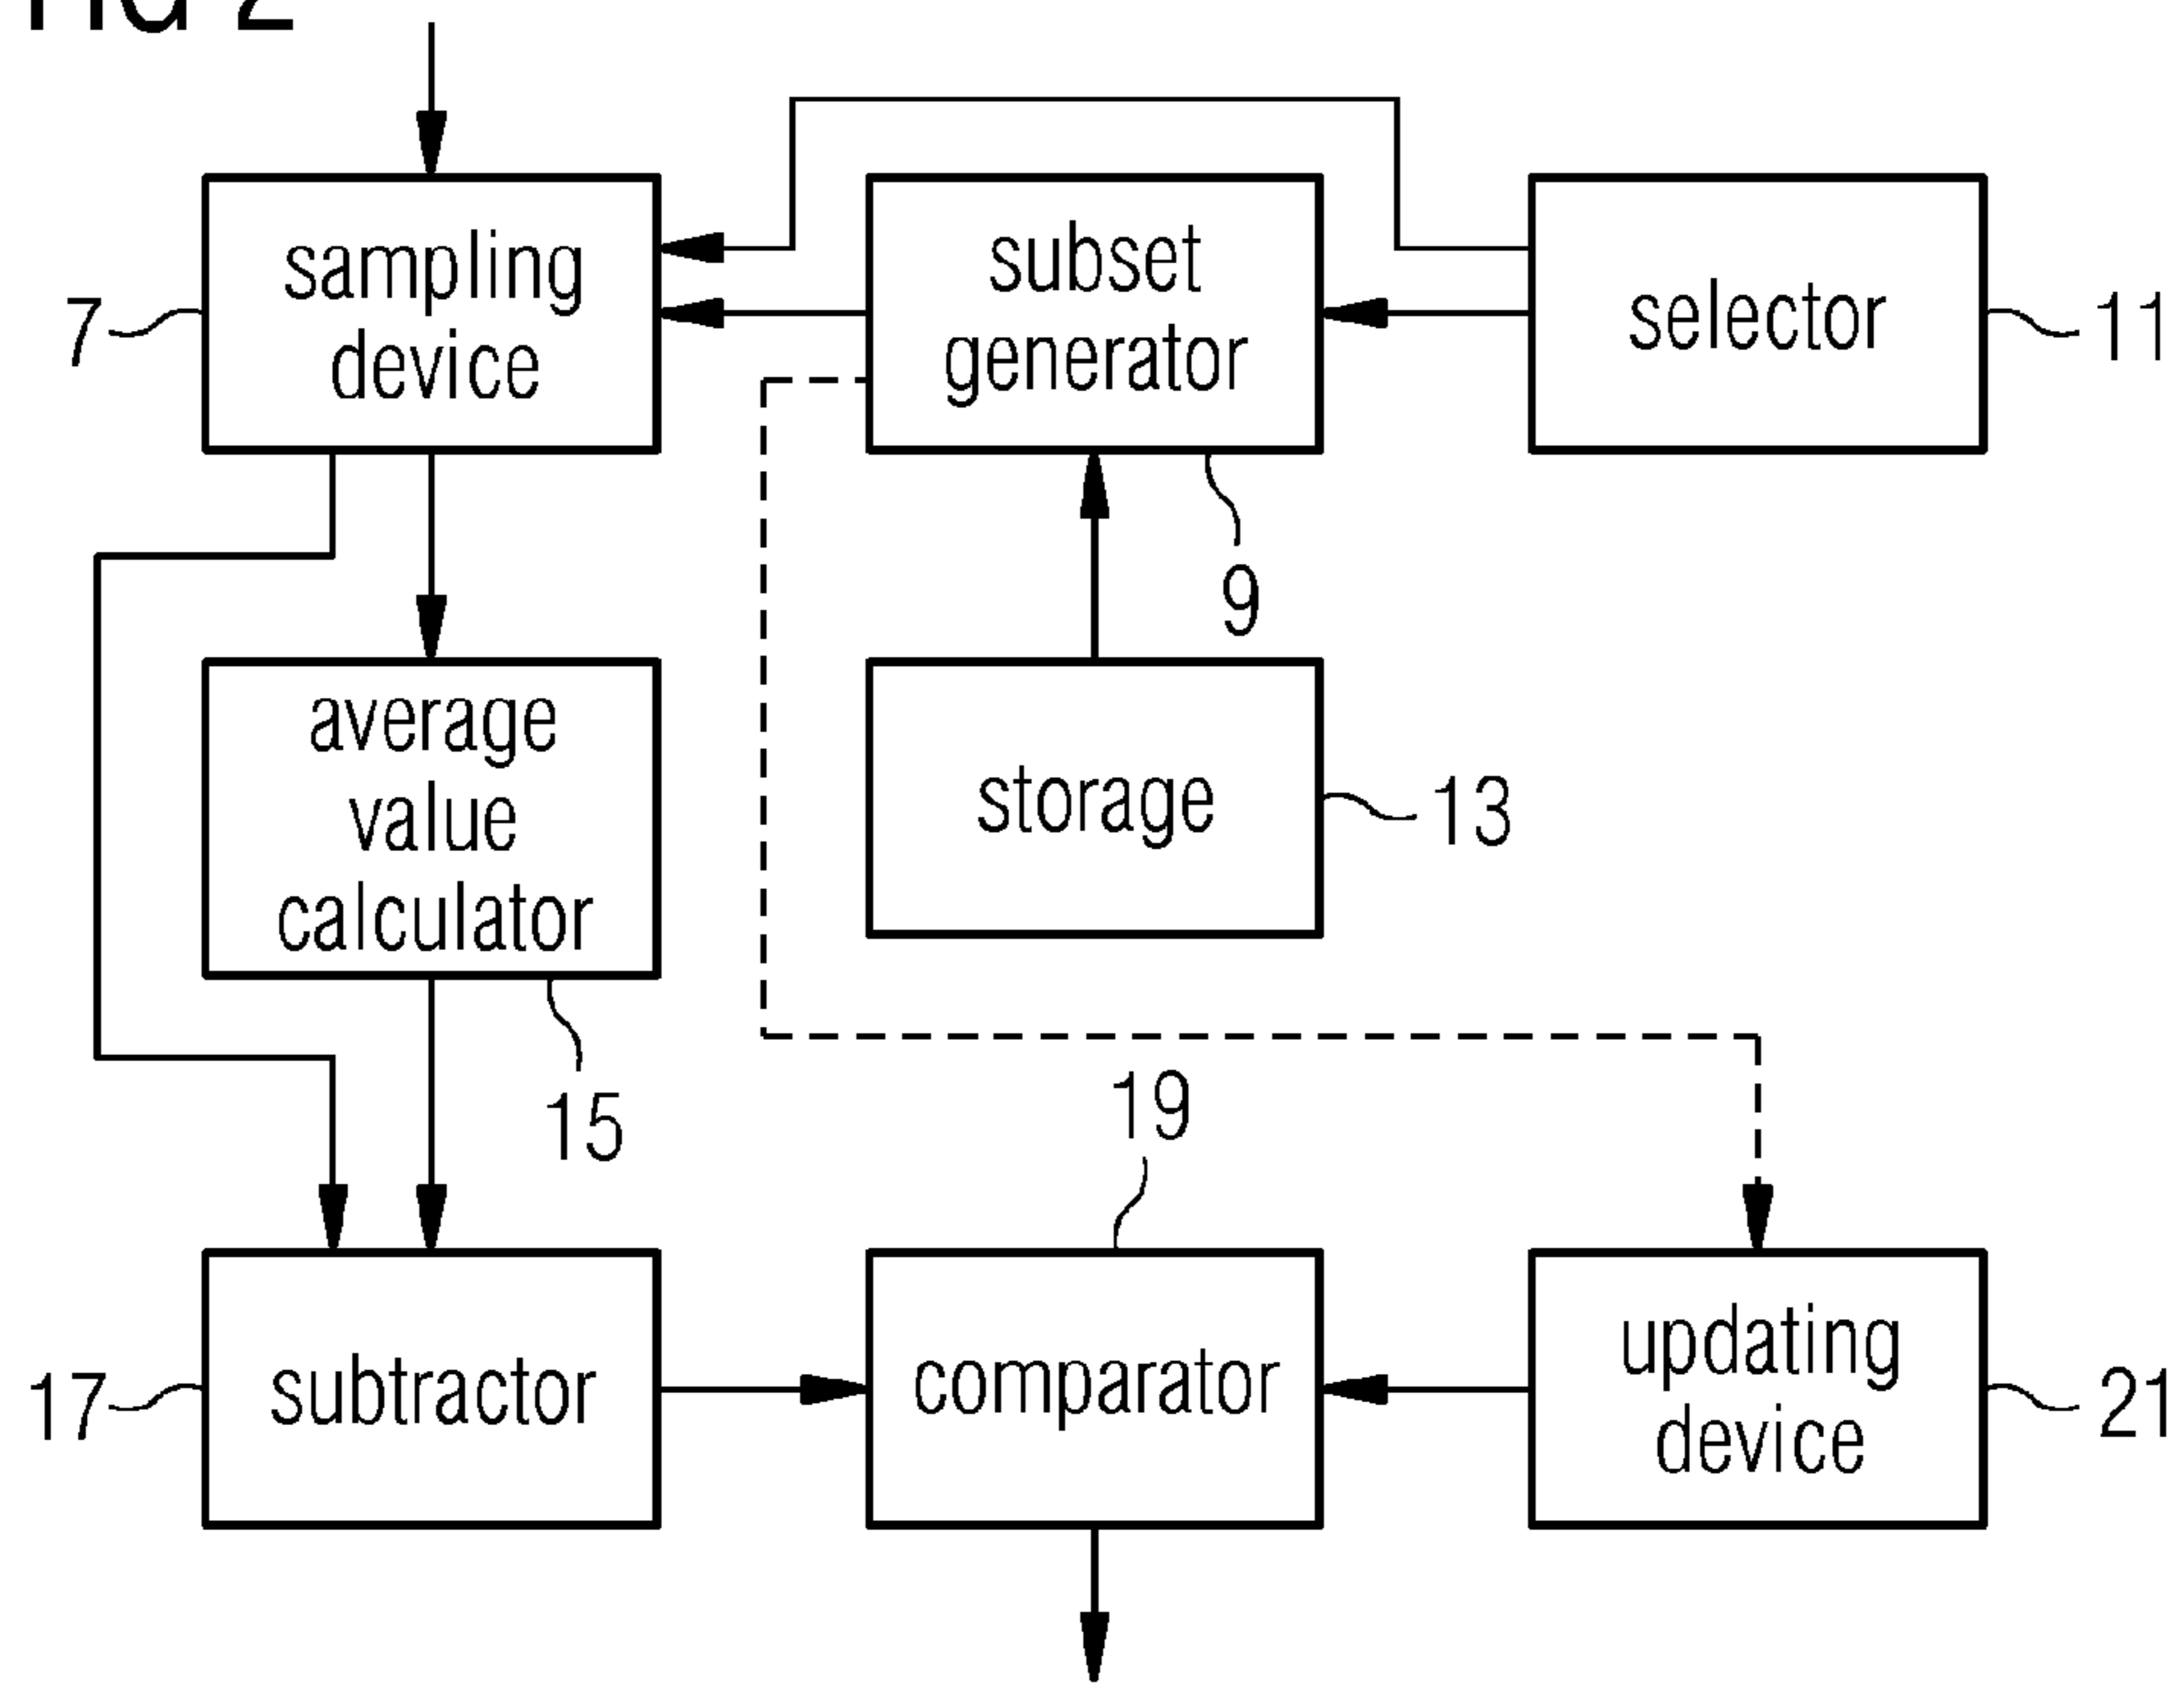 FIG 2
sampling
device
7
subset
generator
9
selector
11
average
value
calculator
15
storage
13
19
17
subtractor
comparator
updating
device
21